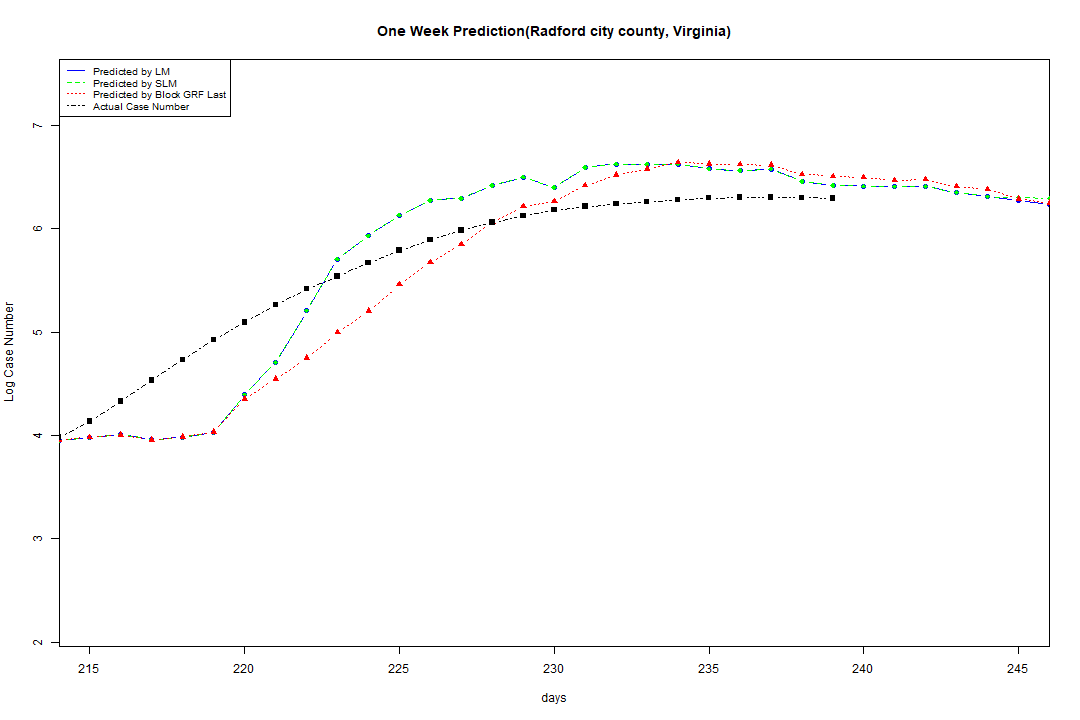 One Week Prediction(Radford city county, Virginia)
Predicted by LM
Predicted by SLM
Predicted by Block GRF Last
Actual Case Number
7
6
5
4
3
2
Log Case Number
215 220 225 230 235 240 245
days